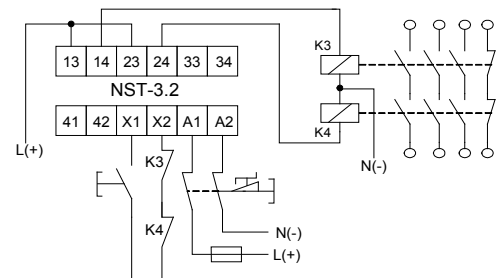 13 14 23 24 33 34
NST-3.2
41 42 X1 X2 A1 A2
L(+)
K3
K4
N(-)
L(+)
K3
K4
N(-)